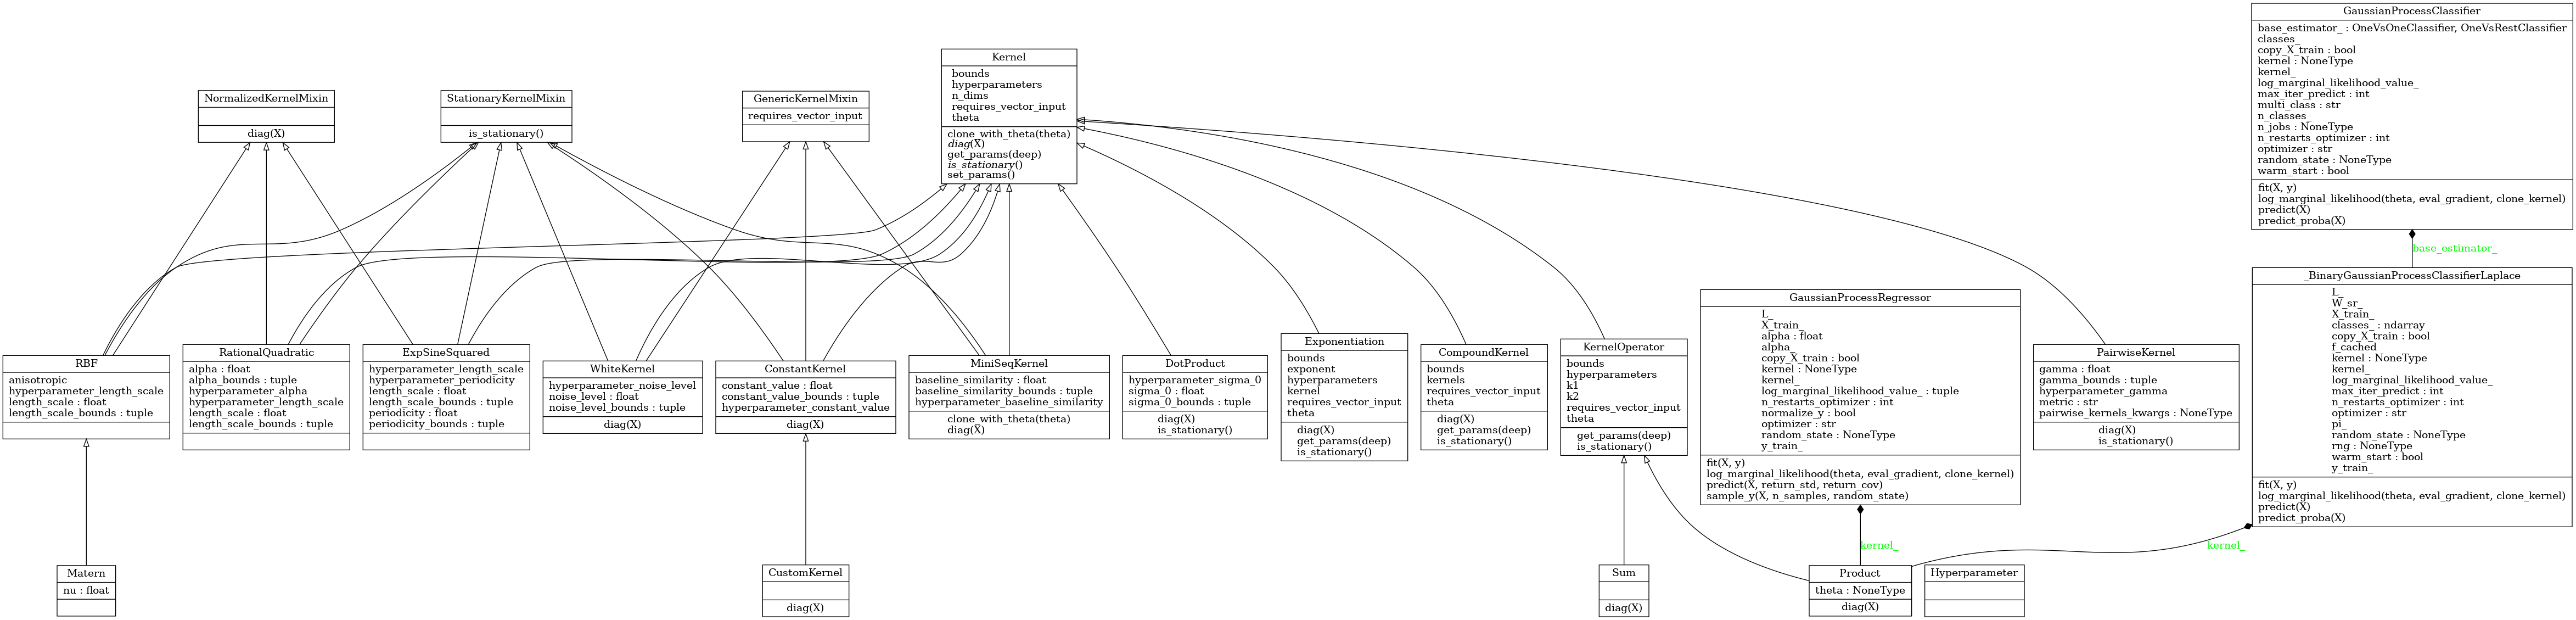 Kernel
bounds
hyperparameters
n_dims
requires_vector_input
theta
clone_with_theta(theta)
diag(X)
get_params(deep)
is_stationary()
set_params()
GaussianProcessClassifier
base_estimator_ : OneVsOneClassifier, OneVsRestClassifier
classes_
copy_X_train : bool
kernel : NoneType
kernel_
log_marginal_likelihood_value_
max_iter_predict : int
multi_class : str
n_classes_
n_jobs : NoneType
n_restarts_optimizer : int
optimizer : str
random_state : NoneType
warm_start : bool
fit(X, y)
log_marginal_likelihood(theta, eval_gradient, clone_kernel)
predict(X)
predict_proba(X)
NormalizedKernelMixin
diag(X)
StationaryKernelMixin
is_stationary()
GenericKernelMixin
requires_vector_input
base_estimator_
RBF
anisotropic
hyperparameter_length_scale
length_scale : float
length_scale_bounds : tuple
RationalQuadratic
alpha : float
alpha_bounds : tuple
hyperparameter_alpha
hyperparameter_length_scale
length_scale : float
length_scale_bounds : tuple
ExpSineSquared
hyperparameter_length_scale
hyperparameter_periodicity
length_scale : float
length_scale_bounds : tuple
periodicity : float
periodicity_bounds : tuple
WhiteKernel
hyperparameter_noise_level
noise_level : float
noise_level_bounds : tuple
diag(X)
ConstantKernel
constant_value : float
constant_value_bounds : tuple
hyperparameter_constant_value
diag(X)
MiniSeqKernel
baseline_similarity : float
baseline_similarity_bounds : tuple
hyperparameter_baseline_similarity
clone_with_theta(theta)
diag(X)
DotProduct
hyperparameter_sigma_0
sigma_0 : float
sigma_0_bounds : tuple
diag(X)
is_stationary()
Exponentiation
bounds
exponent
hyperparameters
kernel
requires_vector_input
theta
diag(X)
get_params(deep)
is_stationary()
CompoundKernel
bounds
kernels
requires_vector_input
theta
diag(X)
get_params(deep)
is_stationary()
KernelOperator
bounds
hyperparameters
k1
k2
requires_vector_input
theta
get_params(deep)
is_stationary()
GaussianProcessRegressor
L_
X_train_
alpha : float
alpha_
copy_X_train : bool
kernel : NoneType
kernel_
log_marginal_likelihood_value_ : tuple
n_restarts_optimizer : int
normalize_y : bool
optimizer : str
random_state : NoneType
y_train_
fit(X, y)
log_marginal_likelihood(theta, eval_gradient, clone_kernel)
predict(X, return_std, return_cov)
sample_y(X, n_samples, random_state)
PairwiseKernel
gamma : float
gamma_bounds : tuple
hyperparameter_gamma
metric : str
pairwise_kernels_kwargs : NoneType
diag(X)
is_stationary()
_BinaryGaussianProcessClassifierLaplace
L_
W_sr_
X_train_
classes_ : ndarray
copy_X_train : bool
f_cached
kernel : NoneType
kernel_
log_marginal_likelihood_value_
max_iter_predict : int
n_restarts_optimizer : int
optimizer : str
pi_
random_state : NoneType
rng : NoneType
warm_start : bool
y_train_
fit(X, y)
log_marginal_likelihood(theta, eval_gradient, clone_kernel)
predict(X)
predict_proba(X)
kernel_
kernel_
Matern
nu : float
CustomKernel
diag(X)
Sum
diag(X)
Product
theta : NoneType
diag(X)
Hyperparameter